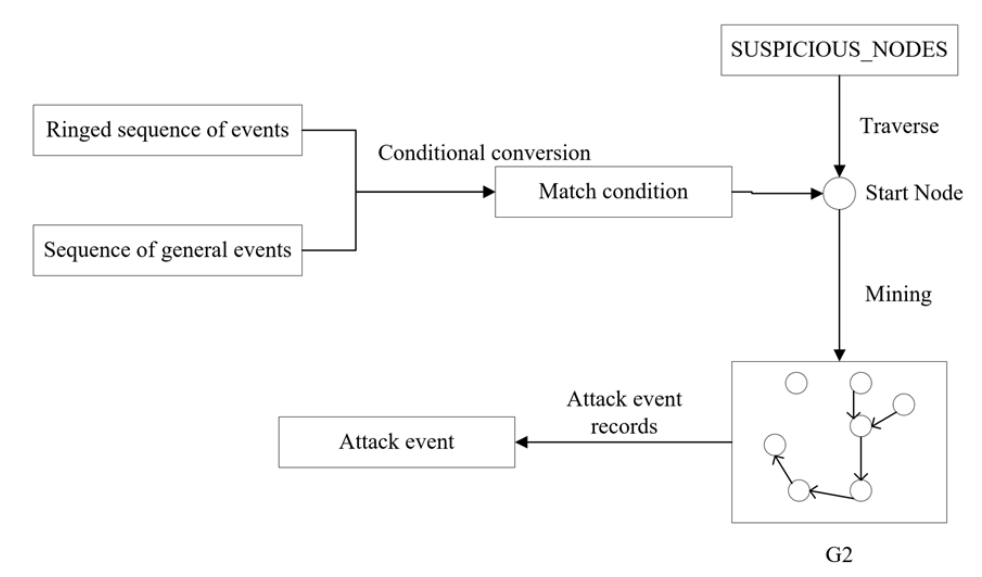 SUSPICIOUS_NODES
Ringed sequence of events
Traverse
Conditional conversion
Match condition
Start Node
Sequence of general events
Mining
Attack event
records
Attack event
G2